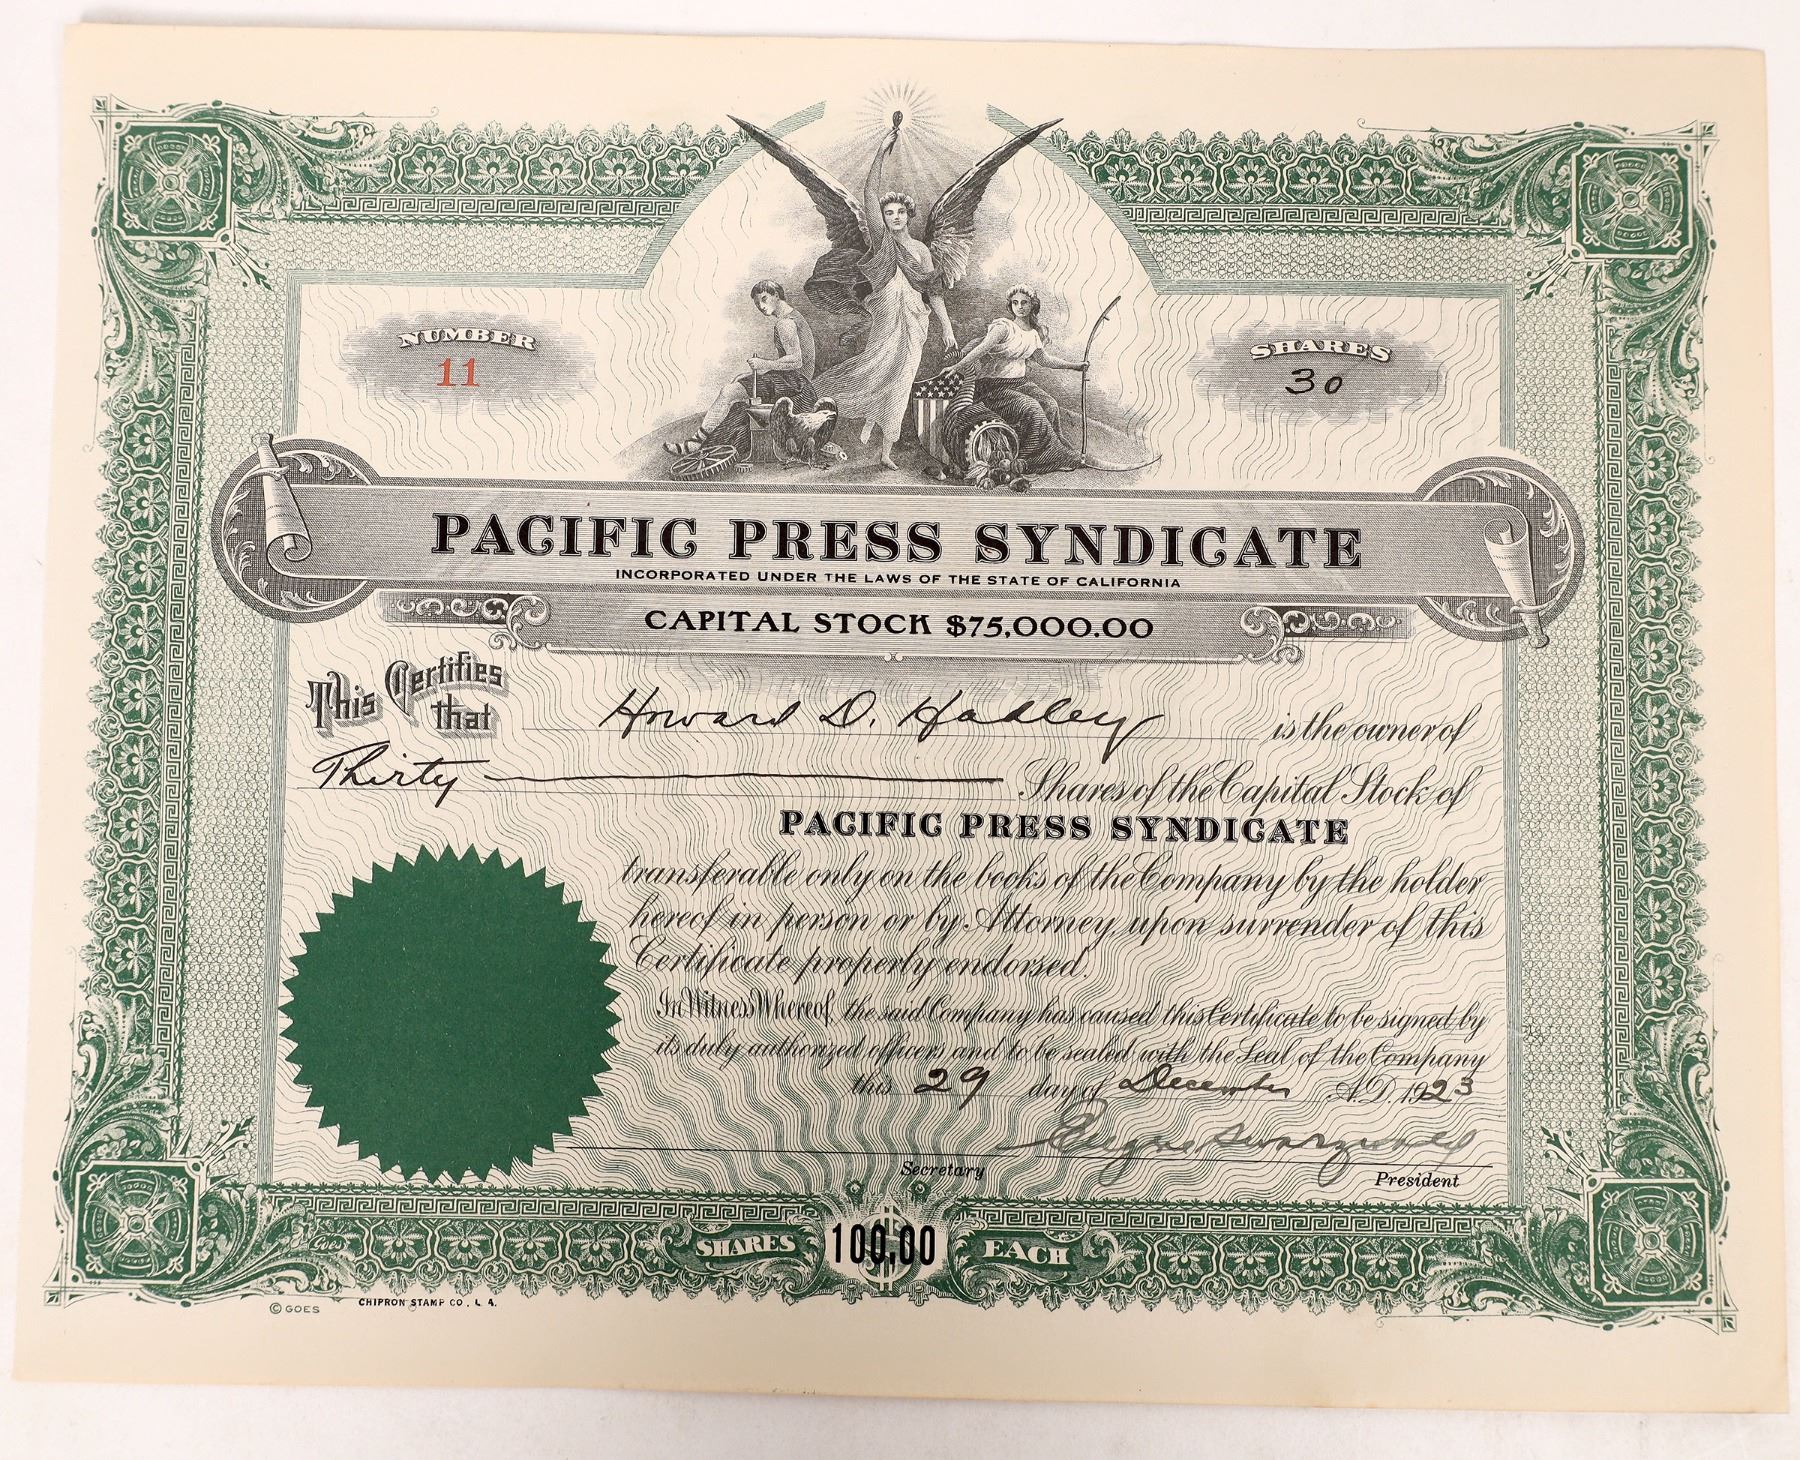 NUMBER
11
SHARES
30
PACIFIC PRESS SYNDICATE
INCORPORATED UNDER THE LAWS OF THE STATE OF CALIFORNIA
CAPITAL STOCK $75,000.00
This Certifies that Howard D. Hadley is the owner of
Thirty Shares of the Capital Stock of
PACIFIC PRESS SYNDICATE
transferable only on the books of the Company by the holder
hereof in person or by Attorney upon surrender of this
Certificate properly endorsed.
In Witness Whereof, the said Company has caused this Certificate to be signed by
its duly authorized officers and to be sealed with the Seal of the Company
this 29 day of December A.D. 1923
Secretary
President
Goes
SHARES 100.00 EACH
© GOES
CHIPRON STAMP CO., L. A.